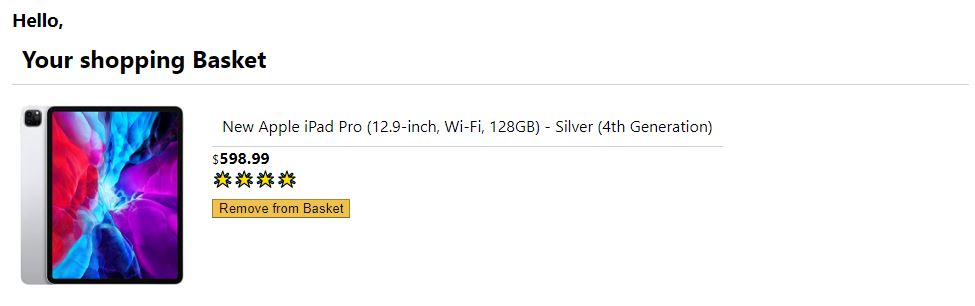 Hello,
Your shopping Basket
New Apple iPad Pro (12.9-inch, Wi-Fi, 128GB) - Silver (4th Generation)
$598.99
Remove from Basket